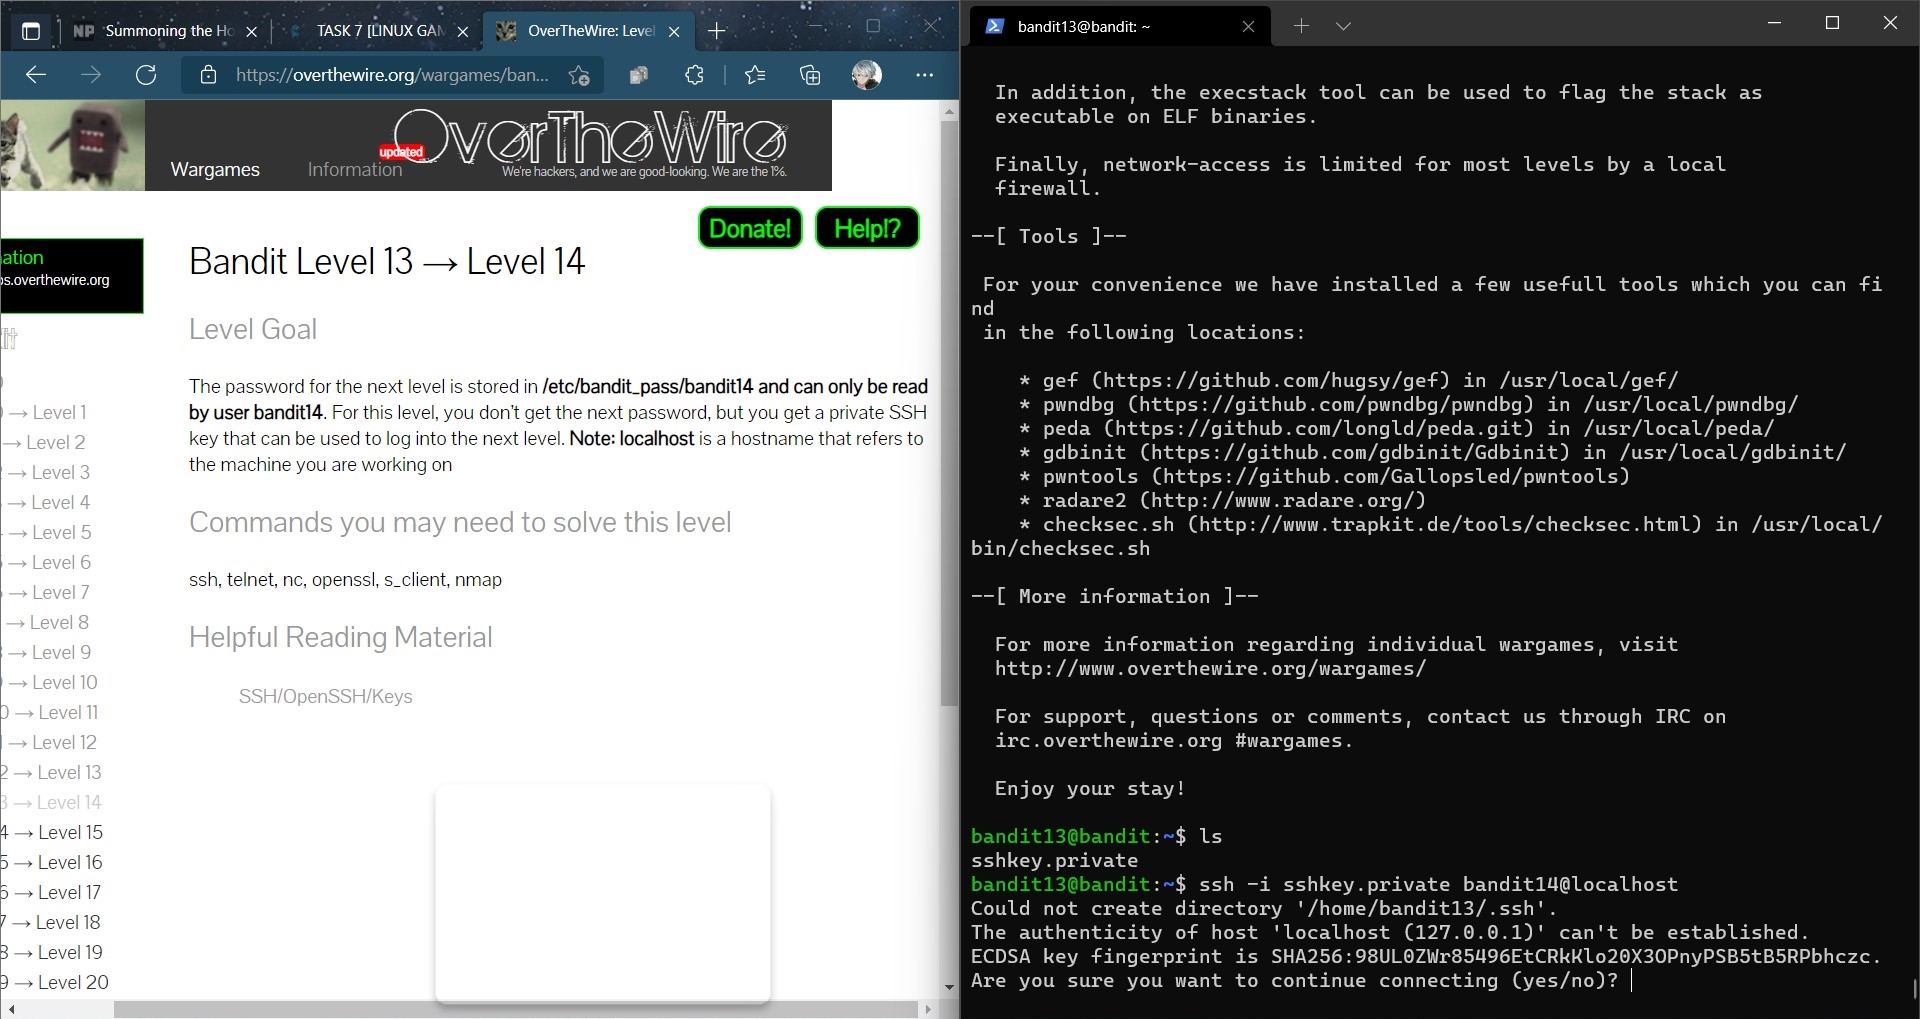 NP Summoning the Ho
TASK 7 [LINUX GAM
OverTheWire: Level
https://overthewire.org/wargames/ban...
OverTheWire
updated
Wargames
Information
We're hackers, and we are good-looking. We are the 1%.
Donate!
Help!?
ation
os.overthewire.org
→ Level 1
→ Level 2
→ Level 3
→ Level 4
→ Level 5
→ Level 6
→ Level 7
→ Level 8
→ Level 9
→ Level 10
0 → Level 11
→ Level 12
2 → Level 13
3 → Level 14
4 → Level 15
5 → Level 16
6 → Level 17
7 → Level 18
8 → Level 19
9 → Level 20
Bandit Level 13 → Level 14
Level Goal
The password for the next level is stored in /etc/bandit_pass/bandit14 and can only be read
by user bandit14. For this level, you don't get the next password, but you get a private SSH
key that can be used to log into the next level. Note: localhost is a hostname that refers to
the machine you are working on
Commands you may need to solve this level
ssh, telnet, nc, openssl, s_client, nmap
Helpful Reading Material
SSH/OpenSSH/Keys
bandit13@bandit: ~
In addition, the execstack tool can be used to flag the stack as
executable on ELF binaries.
Finally, network-access is limited for most levels by a local
firewall.
--[ Tools ]--
For your convenience we have installed a few usefull tools which you can fi
nd
in the following locations:
* gef (https://github.com/hugsy/gef) in /usr/local/gef/
* pwndbg (https://github.com/pwndbg/pwndbg) in /usr/local/pwndbg/
* peda (https://github.com/longld/peda.git) in /usr/local/peda/
* gdbinit (https://github.com/gdbinit/Gdbinit) in /usr/local/gdbinit/
* pwntools (https://github.com/Gallopsled/pwntools)
* radare2 (http://www.radare.org/)
* checksec.sh (http://www.trapkit.de/tools/checksec.html) in /usr/local/
bin/checksec.sh
--[ More information ]--
For more information regarding individual wargames, visit
http://www.overthewire.org/wargames/
For support, questions or comments, contact us through IRC on
irc.overthewire.org #wargames.
Enjoy your stay!
bandit13@bandit:~$ ls
sshkey.private
bandit13@bandit:~$ ssh -i sshkey.private bandit14@localhost
Could not create directory '/home/bandit13/.ssh'.
The authenticity of host 'localhost (127.0.0.1)' can't be established.
ECDSA key fingerprint is SHA256:98UL0ZWr85496EtCRkKlo20X3OPnyPSB5tB5RPbhczc.
Are you sure you want to continue connecting (yes/no)?